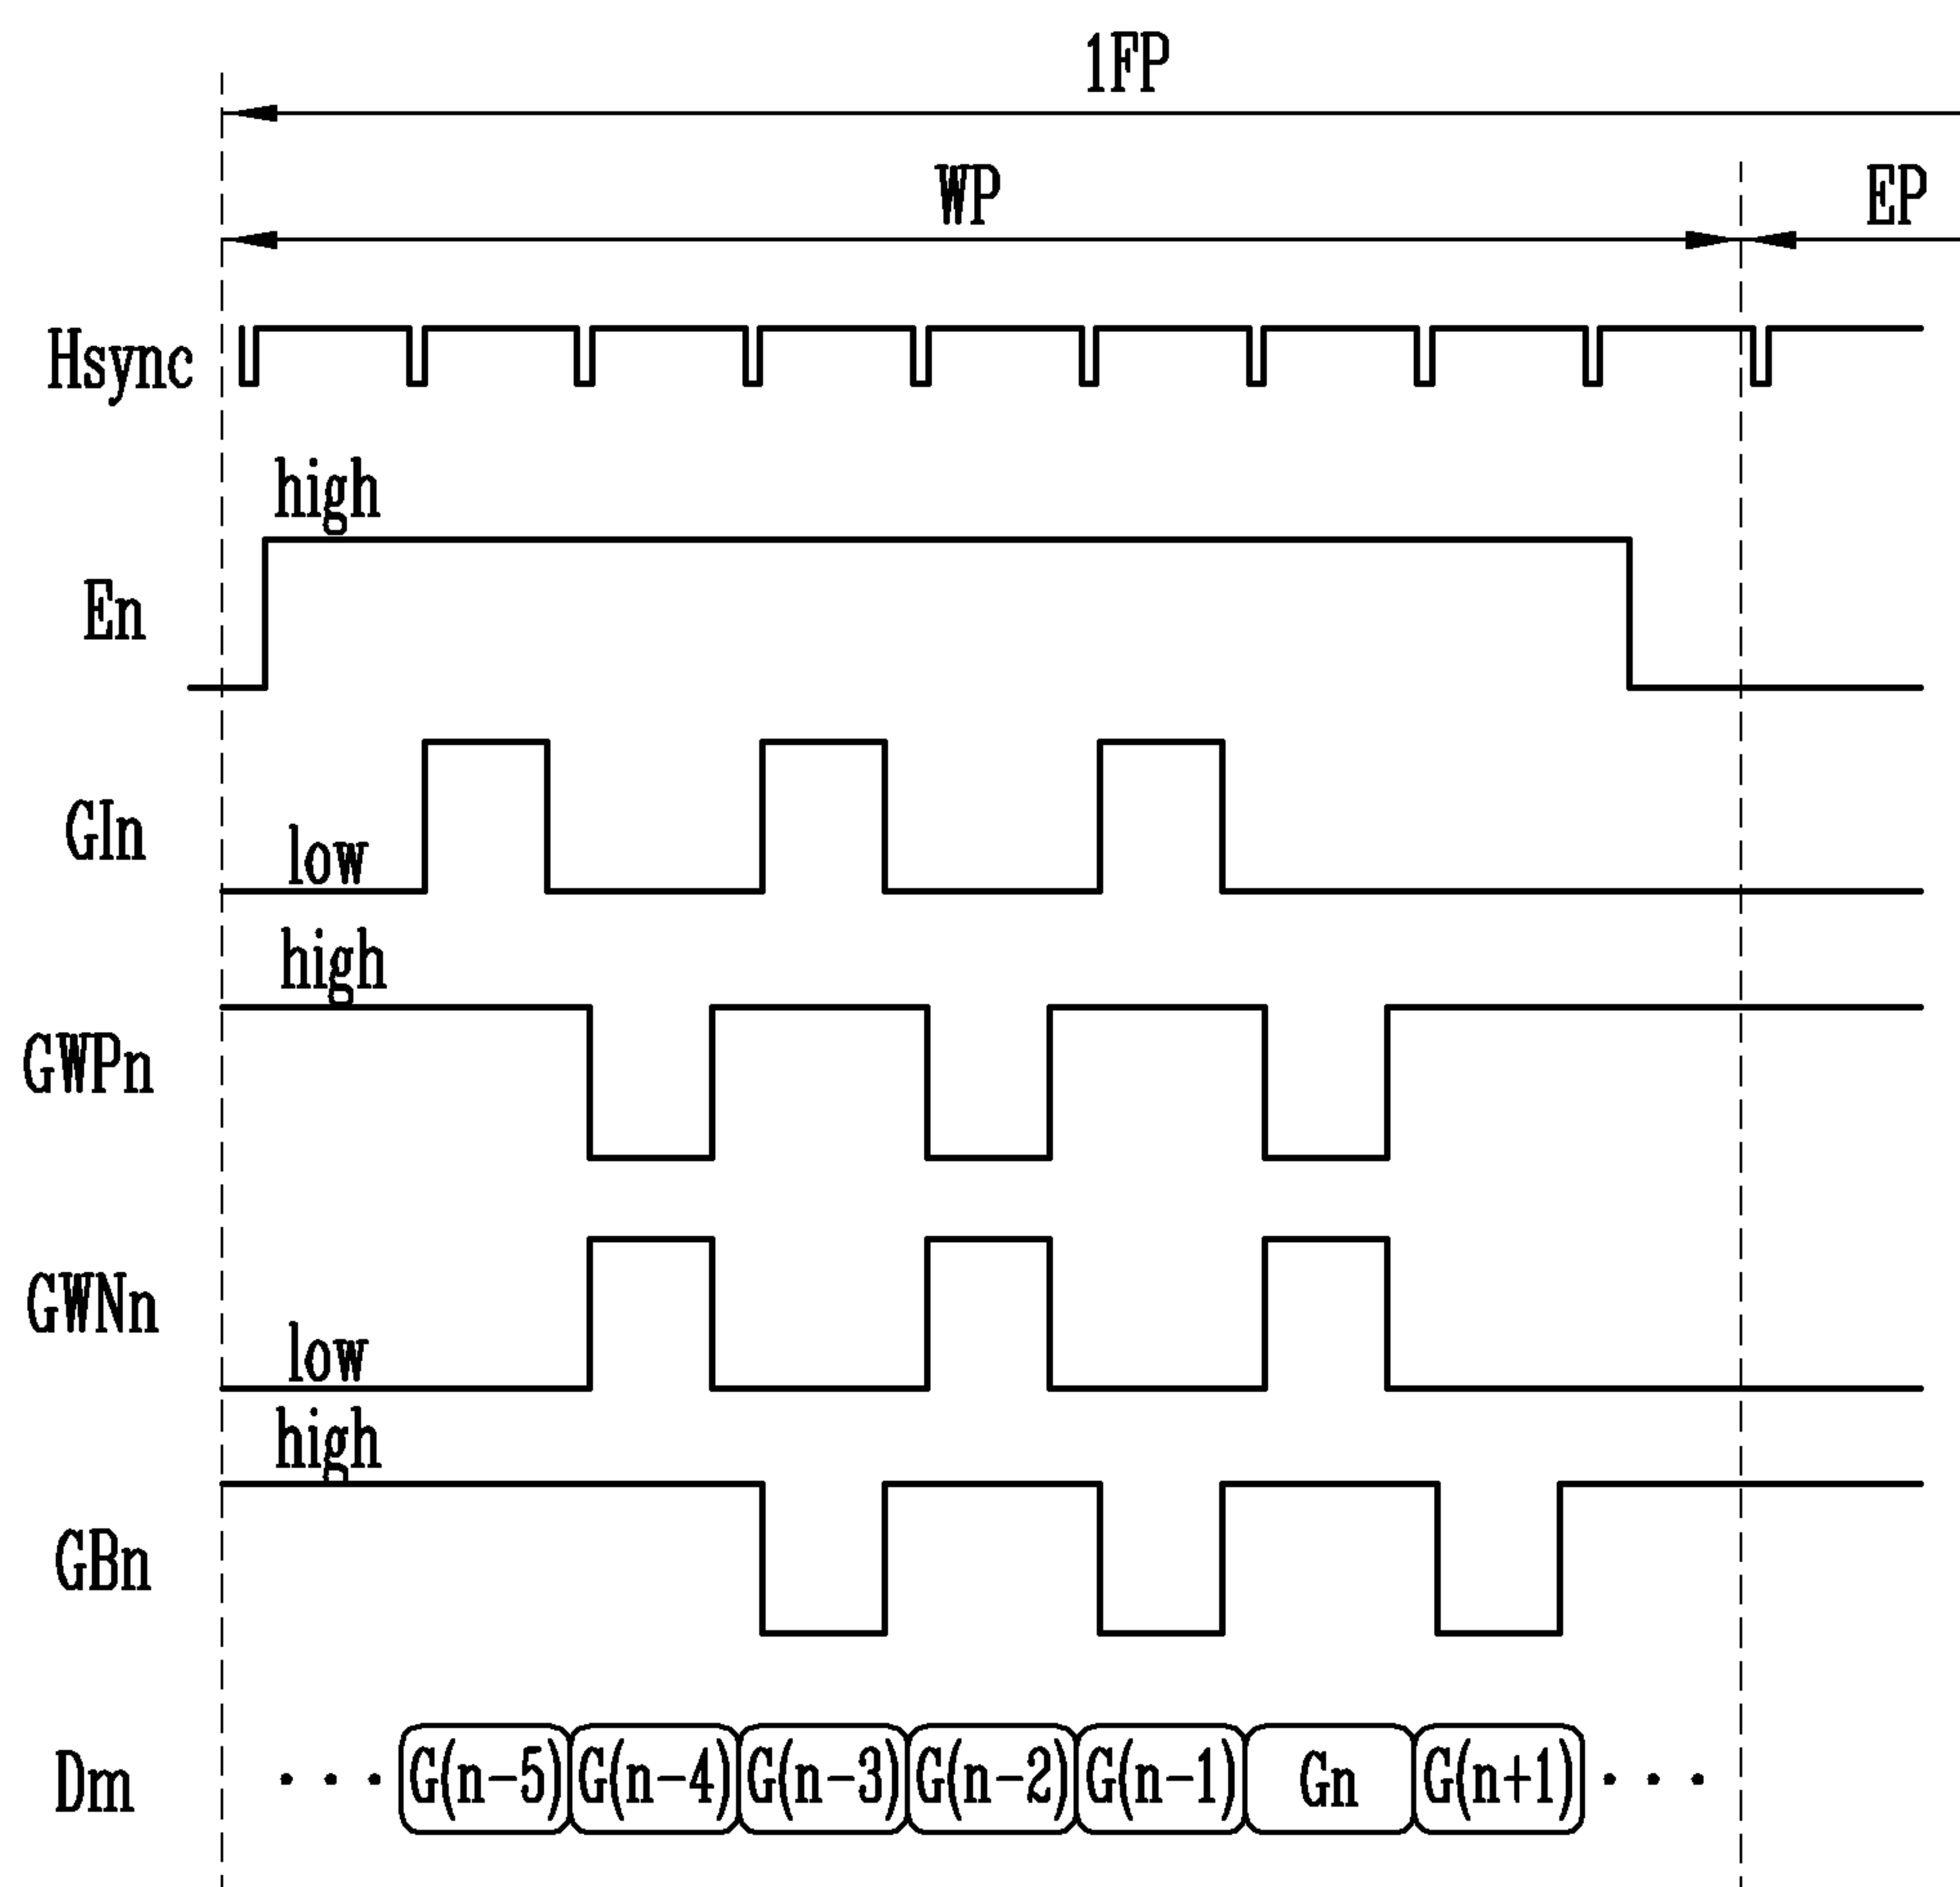 1FP
WP EP
Hsync
high
En
low
GIn
high
GWPn
low
GWNn
high
GBn
Dm ··· G(n-5) G(n-4) G(n-3) G(n-2) G(n-1) Gn G(n+1) ···